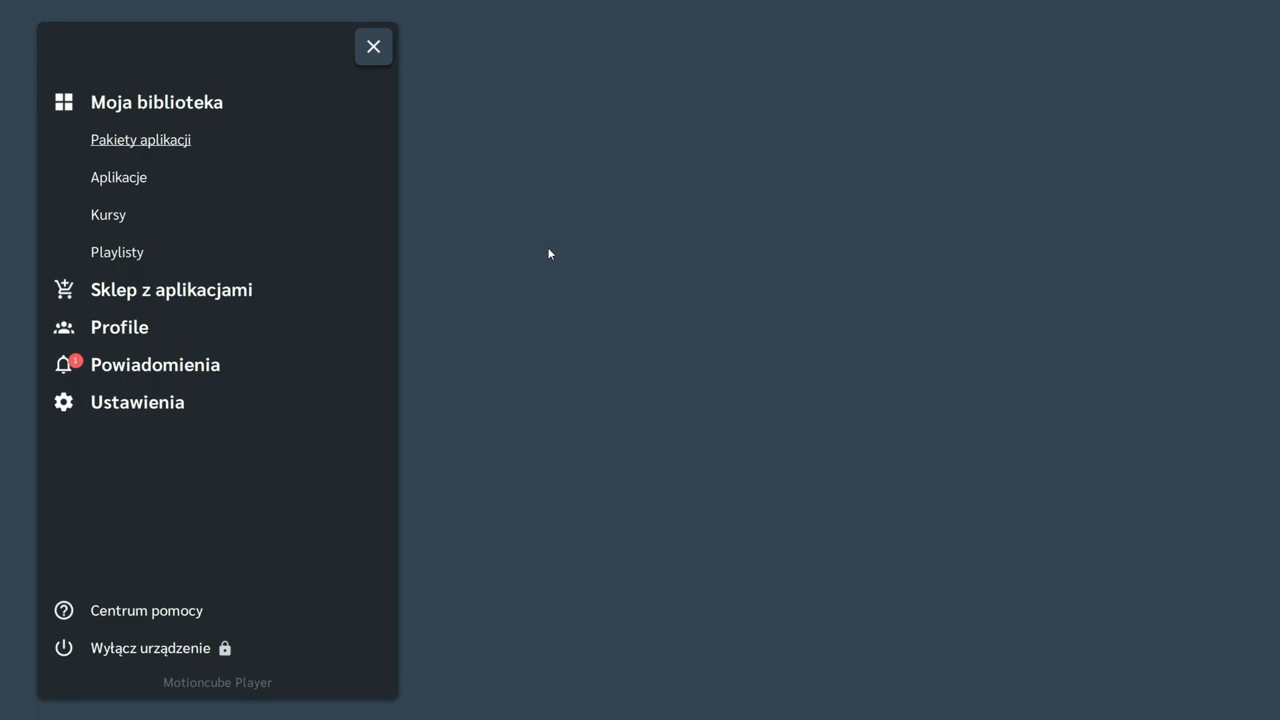 Moja biblioteka
Pakiety aplikacji
Aplikacje
Kursy
Playlisty
Sklep z aplikacjami
Profile
1
Powiadomienia
Ustawienia
Centrum pomocy
Wyłącz urządzenie
Motioncube Player